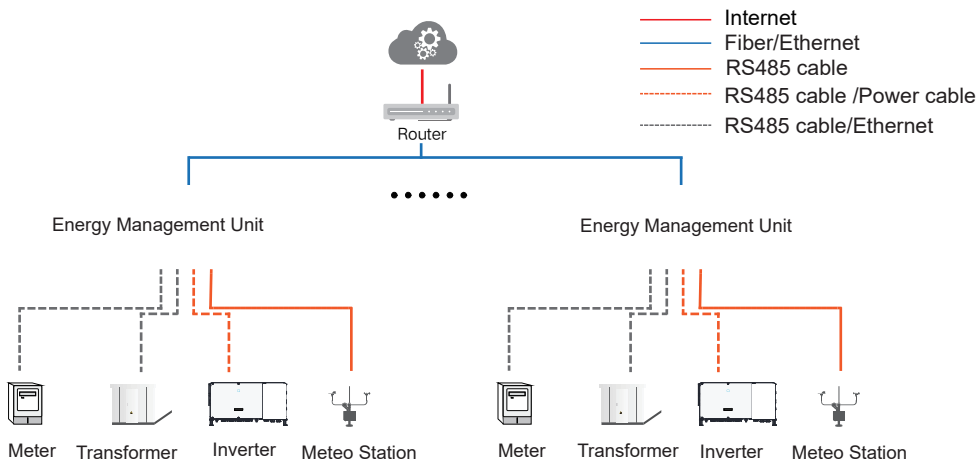 Internet
Fiber/Ethernet
RS485 cable
RS485 cable /Power cable
RS485 cable/Ethernet
Router
Energy Management Unit
Energy Management Unit
Meter
Transformer
Inverter
Meteo Station
Meter
Transformer
Inverter
Meteo Station